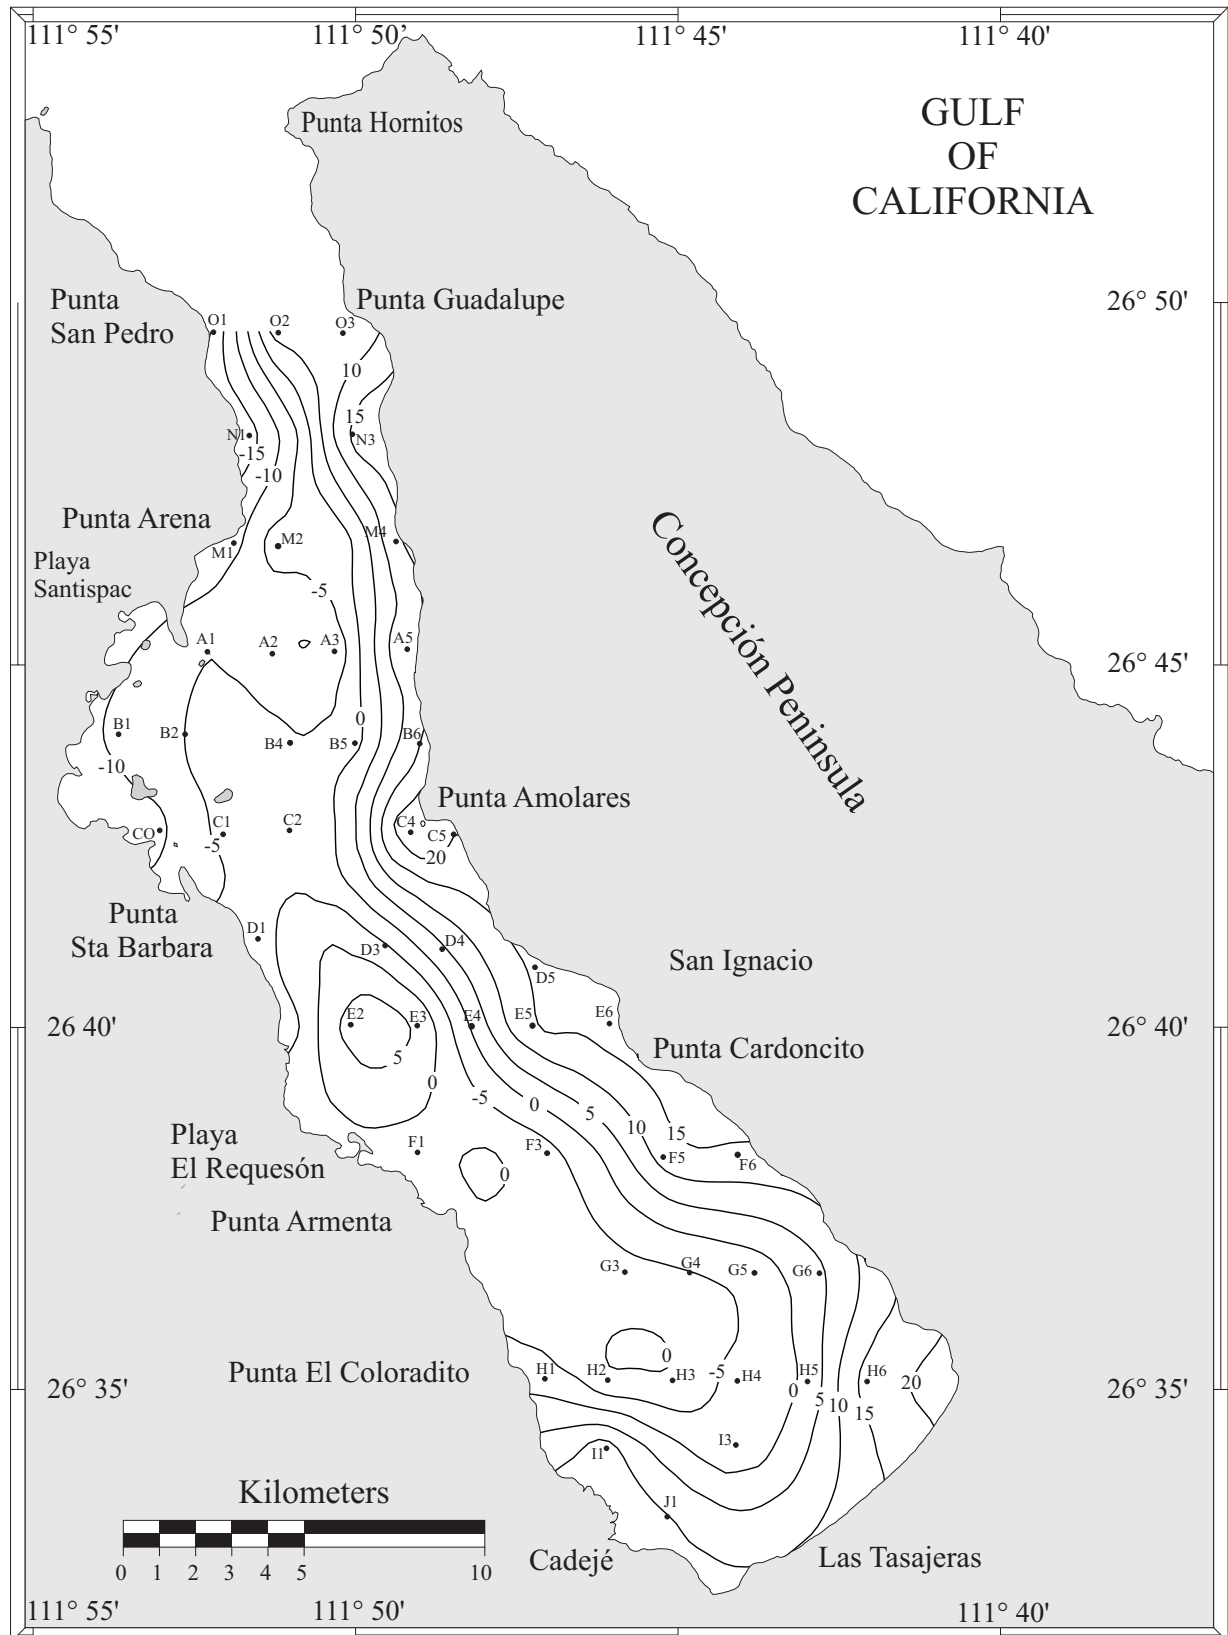 111° 55'
111° 50’
111° 45'
111° 40'
GULF
OF
CALIFORNIA
Punta Hornitos
Punta
San Pedro
Punta Guadalupe
26° 50'
O1
O2
O3
10
15
N1
N3
-15
-10
Punta Arena
M1
M2
M4
Playa
Santispac
-5
Concepción Peninsula
A1
A2
A3
A5
26° 45'
0
B1
B2
B4
B5
B6
-10
Punta Amolares
CO
C1
C2
C4
C5
-5
20
Punta
Sta Barbara
D1
D3
D4
D5
San Ignacio
E2
E3
E4
E5
E6
26 40'
26° 40'
Punta Cardoncito
5
0
-5
0
5
10
15
Playa
El Requesón
F1
F3
F5
F6
0
Punta Armenta
G3
G4
G5
G6
Punta El Coloradito
0
H1
H2
H3
-5
H4
H5
H6
20
26° 35'
26° 35'
0
5
10
15
I1
I3
J1
Kilometers
0 1 2 3 4 5 10
Cadejé
Las Tasajeras
111° 55'
111° 50'
111° 40'